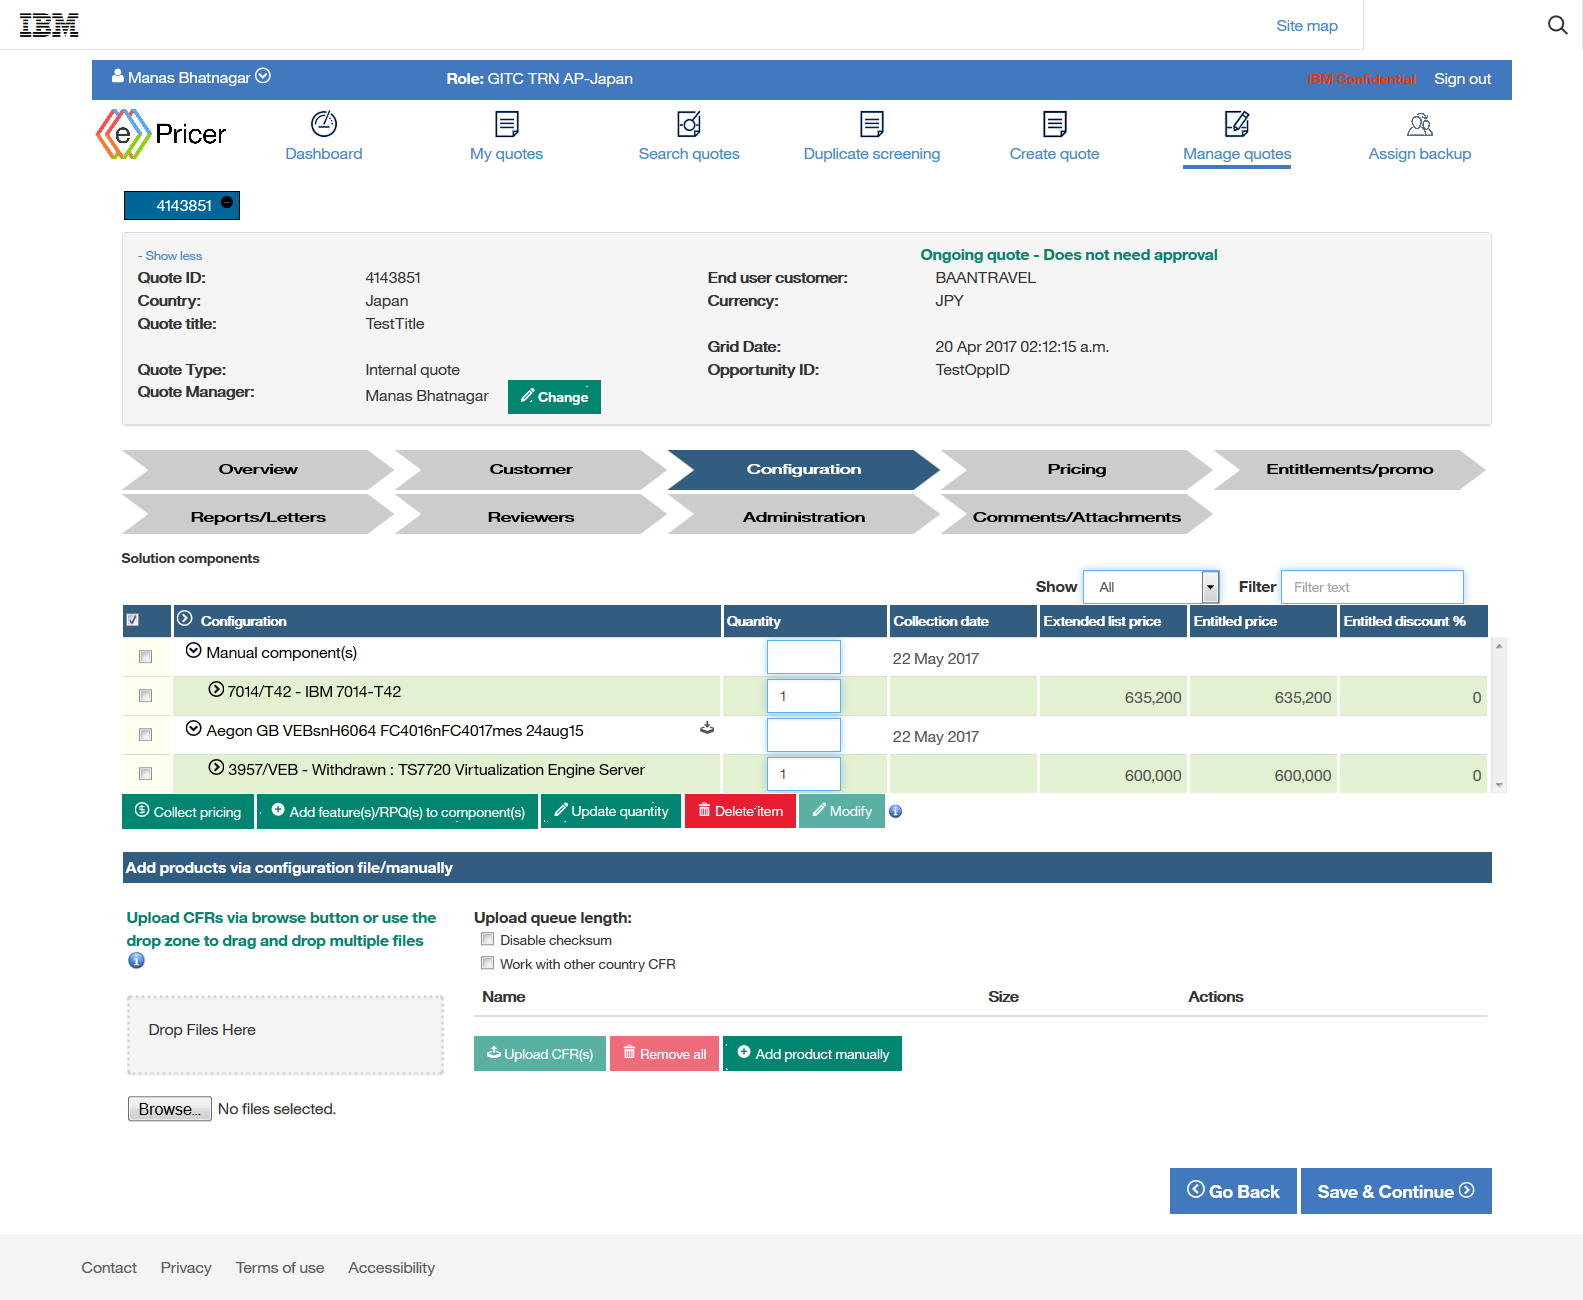 IBM
Site map
Manas Bhatnagar
Role: GITC TRN AP-Japan
IBM Confidential
Sign out
e Pricer
Dashboard
My quotes
Search quotes
Duplicate screening
Create quote
Manage quotes
Assign backup
4143851
- Show less
Ongoing quote - Does not need approval
Quote ID: 4143851
End user customer: BAANTRAVEL
Country: Japan
Currency: JPY
Quote title: TestTitle
Grid Date: 20 Apr 2017 02:12:15 a.m.
Quote Type: Internal quote
Opportunity ID: TestOppID
Quote Manager: Manas Bhatnagar
Change
Overview
Customer
Configuration
Pricing
Entitlements/promo
Reports/Letters
Reviewers
Administration
Comments/Attachments
Solution components
Show All
Filter Filter text
Configuration Quantity Collection date Extended list price Entitled price Entitled discount %
Manual component(s) 22 May 2017
7014/T42 - IBM 7014-T42 1 635,200 635,200 0
Aegon GB VEBsnH6064 FC4016nFC4017mes 24aug15 22 May 2017
3957/VEB - Withdrawn : TS7720 Virtualization Engine Server 1 600,000 600,000 0
Collect pricing
Add feature(s)/RPQ(s) to component(s)
Update quantity
Delete item
Modify
Add products via configuration file/manually
Upload CFRs via browse button or use the
drop zone to drag and drop multiple files
Upload queue length:
Disable checksum
Work with other country CFR
Name Size Actions
Drop Files Here
Upload CFR(s)
Remove all
Add product manually
Browse... No files selected.
Go Back
Save & Continue
Contact Privacy Terms of use Accessibility